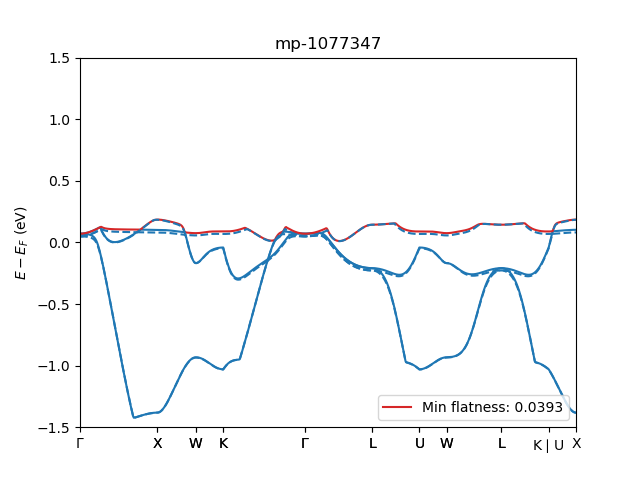 mp-1077347
E − E_F (eV)
1.5
1.0
0.5
0.0
−0.5
−1.0
−1.5
Min flatness: 0.0393
Γ X W K Γ L U W L K | U X